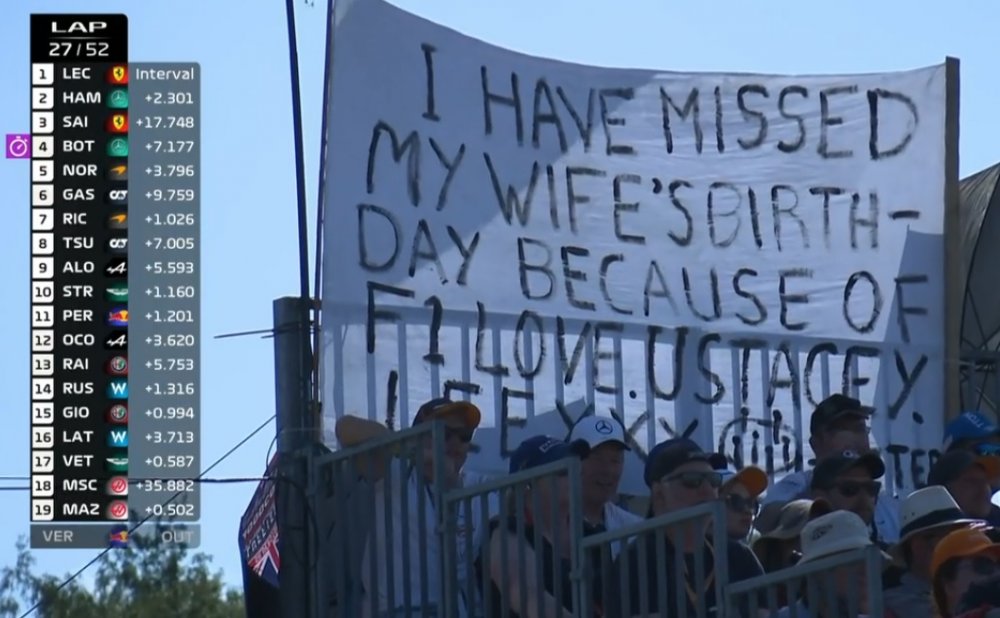 LAP
27/52
1 LEC Interval
2 HAM +2.301
3 SAI +17.748
4 BOT +7.177
5 NOR +3.796
6 GAS +9.759
7 RIC +1.026
8 TSU +7.005
9 ALO +5.593
10 STR +1.160
11 PER +1.201
12 OCO +3.620
13 RAI +5.753
14 RUS W +1.316
15 GIO +0.994
16 LAT W +3.713
17 VET +0.587
18 MSC +35.882
19 MAZ +0.502
VER OUT
I HAVE MISSED
MY WIFE'S BIRTH-
DAY BECAUSE OF
F1 LOVE.U STACEY.
LEE XXX